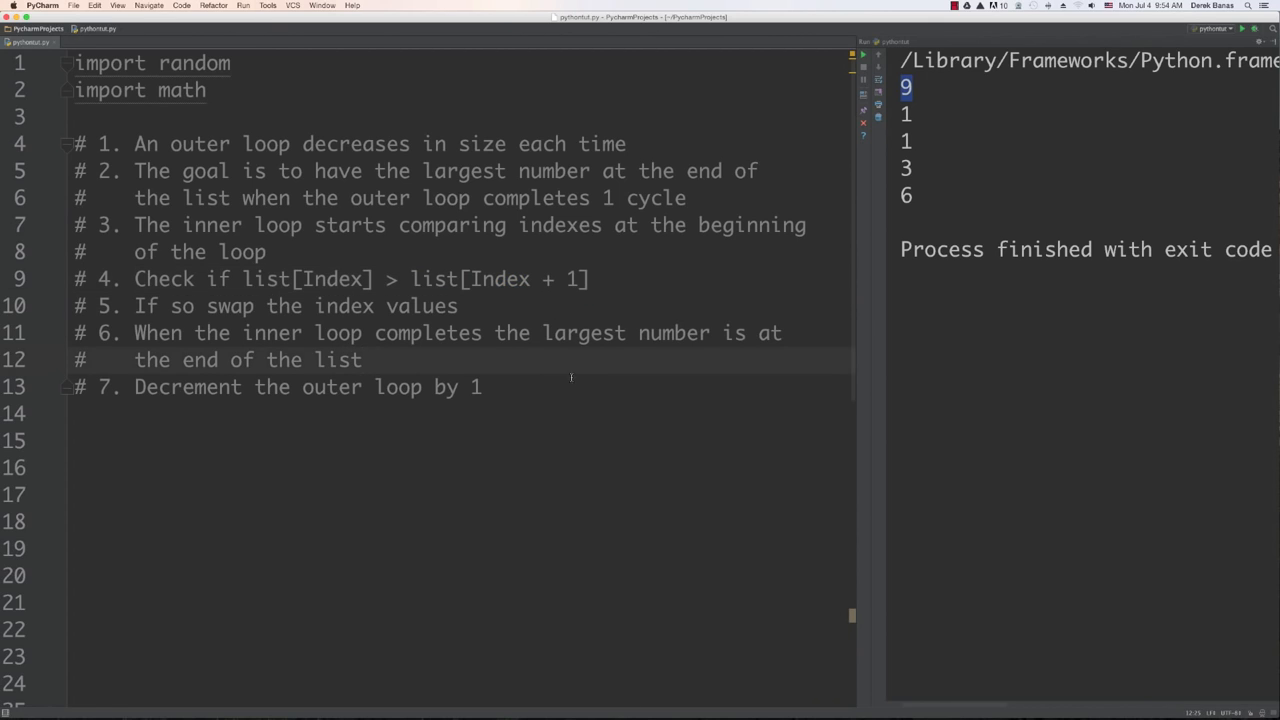 PyCharm File Edit View Navigate Code Refactor Run Tools VCS Window Help
10 Mon Jul 4 9:54 AM Derek Banas
pythontut.py - PycharmProjects - [~/PycharmProjects]
PycharmProjects pythontut.py
pythontut
pythontut.py
Run: pythontut
1 import random
2 import math
3
4 # 1. An outer loop decreases in size each time
5 # 2. The goal is to have the largest number at the end of
6 # the list when the outer loop completes 1 cycle
7 # 3. The inner loop starts comparing indexes at the beginning
8 # of the loop
9 # 4. Check if list[Index] > list[Index + 1]
10 # 5. If so swap the index values
11 # 6. When the inner loop completes the largest number is at
12 # the end of the list
13 # 7. Decrement the outer loop by 1
14
15
16
17
18
19
20
21
22
23
24
/Library/Frameworks/Python.frame
9
1
1
3
6
Process finished with exit code
12:25 LF‡ UTF-8‡